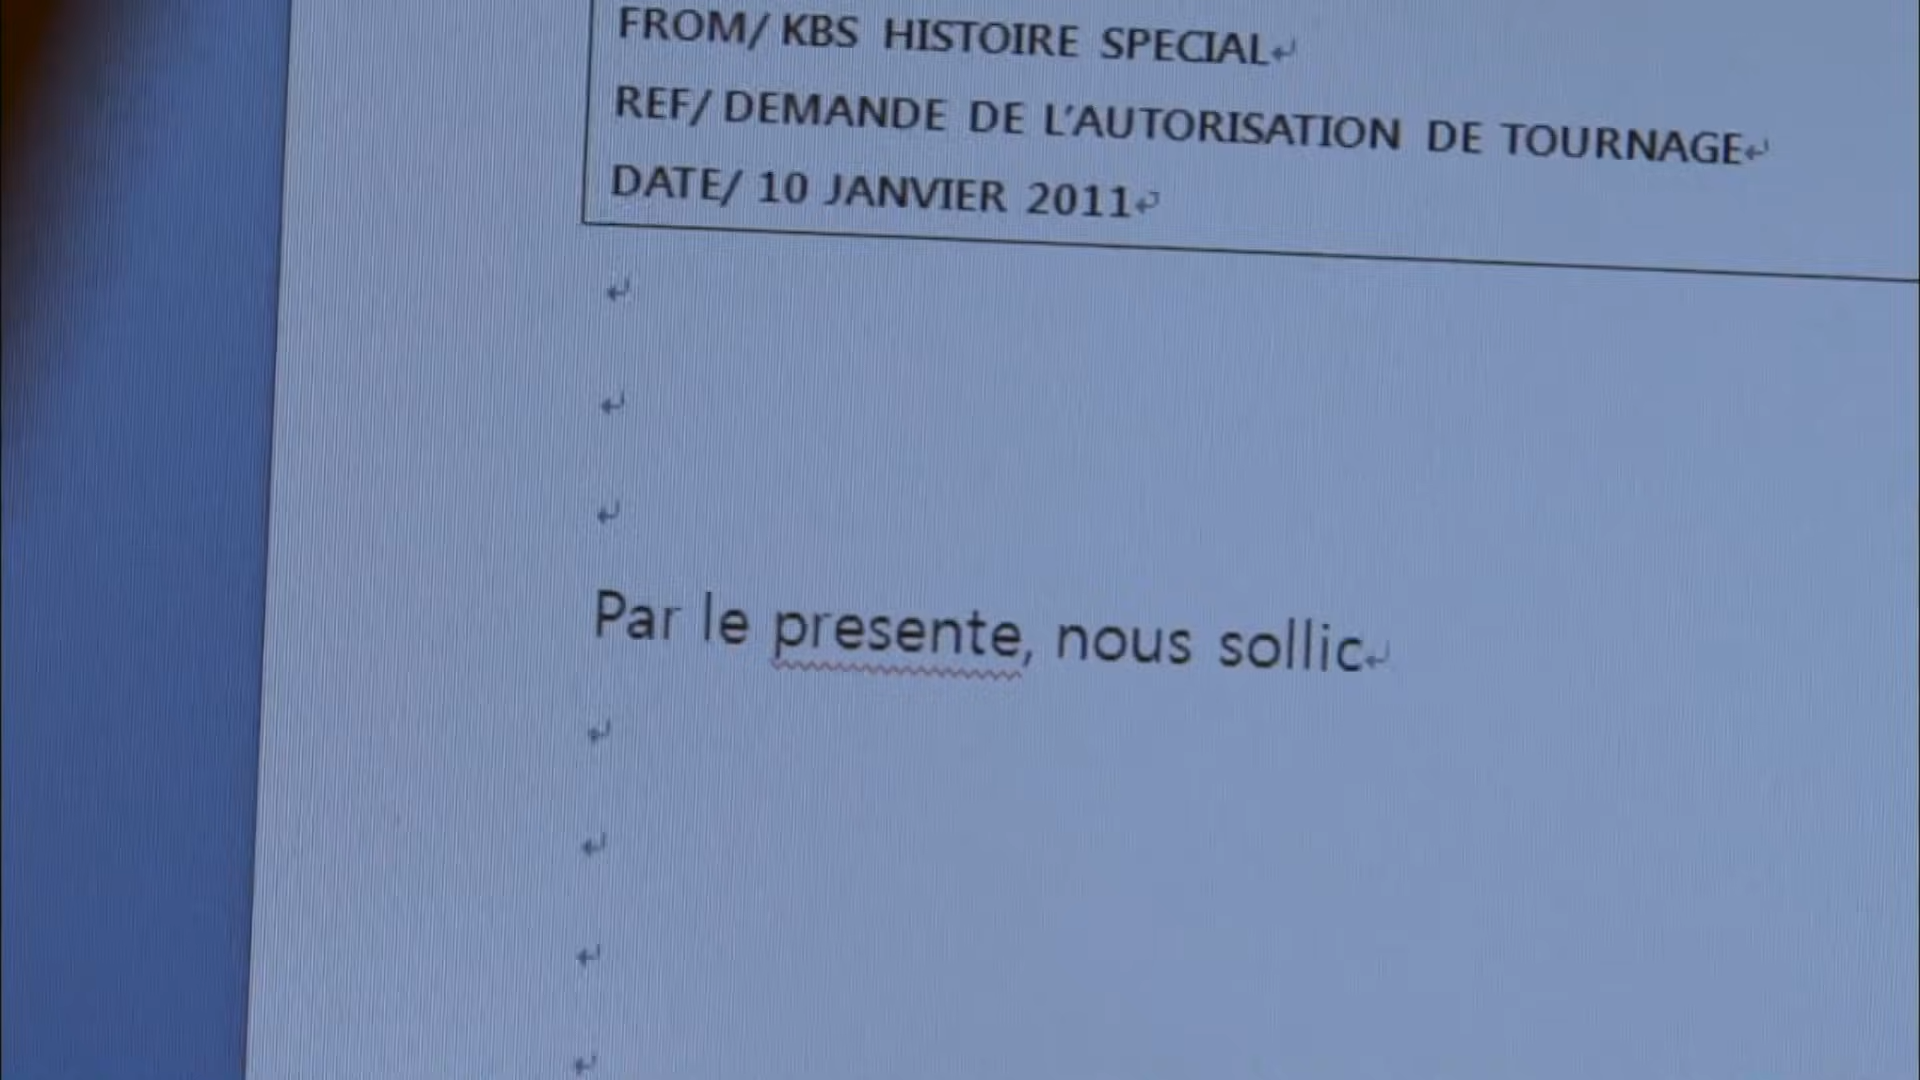 FROM/ KBS HISTOIRE SPECIAL
REF/ DEMANDE DE L'AUTORISATION DE TOURNAGE
DATE/ 10 JANVIER 2011
Par le presente, nous sollic